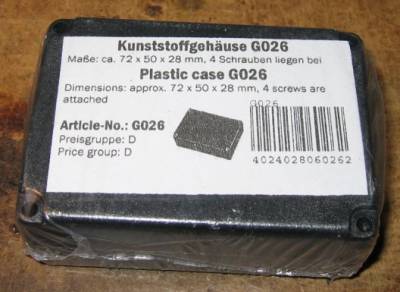 Kunststoffgehäuse G026
Maße: ca. 72 x 50 x 28 mm, 4 Schrauben liegen bei
Plastic case G026
Dimensions: approx. 72 x 50 x 28 mm, 4 screws are
attached
G026
Article-No.: G026
Preisgruppe: D
Price group: D
4024028060262